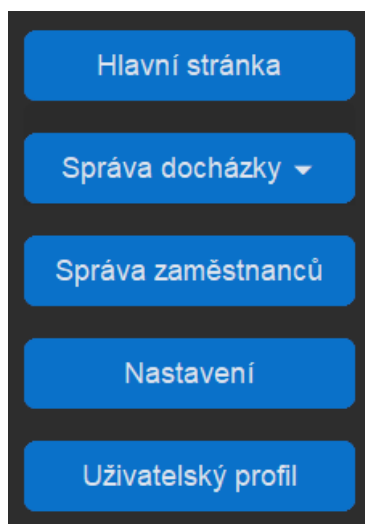 Hlavní stránka
Správa docházky
Správa zaměstnanců
Nastavení
Uživatelský profil